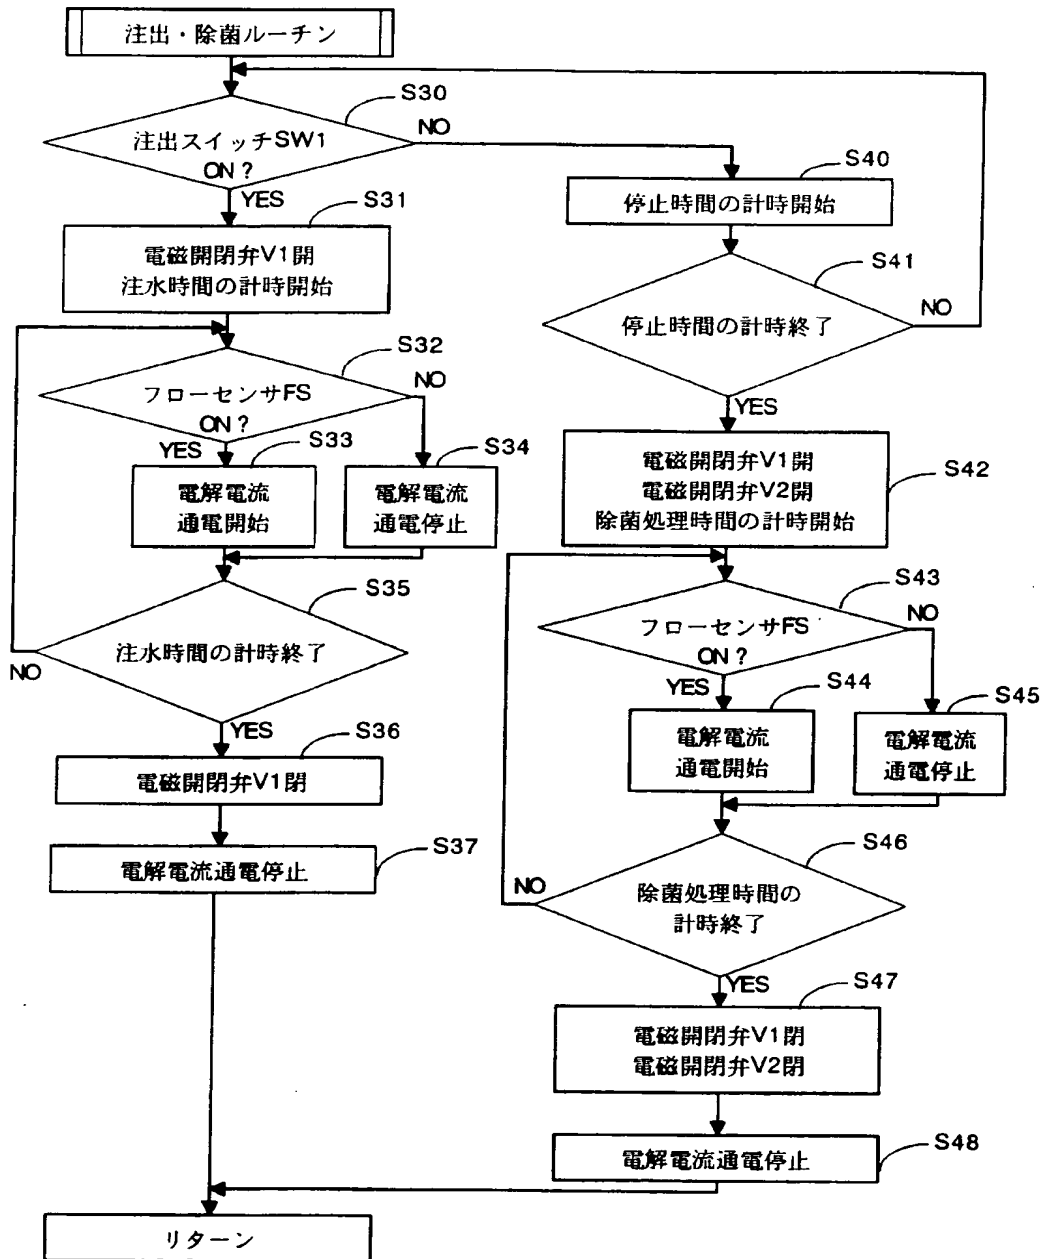 注出・除菌ルーチン
S30
注出スイッチSW1
ON?
NO
YES
S31
電磁開閉弁V1開
注水時間の計時開始
S32
フローセンサFS
ON?
NO
YES
S33
電解電流
通電開始
S34
電解電流
通電停止
S35
注水時間の計時終了
NO
YES
S36
電磁開閉弁V1閉
S37
電解電流通電停止
S40
停止時間の計時開始
S41
停止時間の計時終了
NO
YES
S42
電磁開閉弁V1開
電磁開閉弁V2開
除菌処理時間の計時開始
S43
フローセンサFS
ON?
NO
YES
S44
電解電流
通電開始
S45
電解電流
通電停止
S46
除菌処理時間の
計時終了
NO
YES
S47
電磁開閉弁V1閉
電磁開閉弁V2閉
S48
電解電流通電停止
リターン